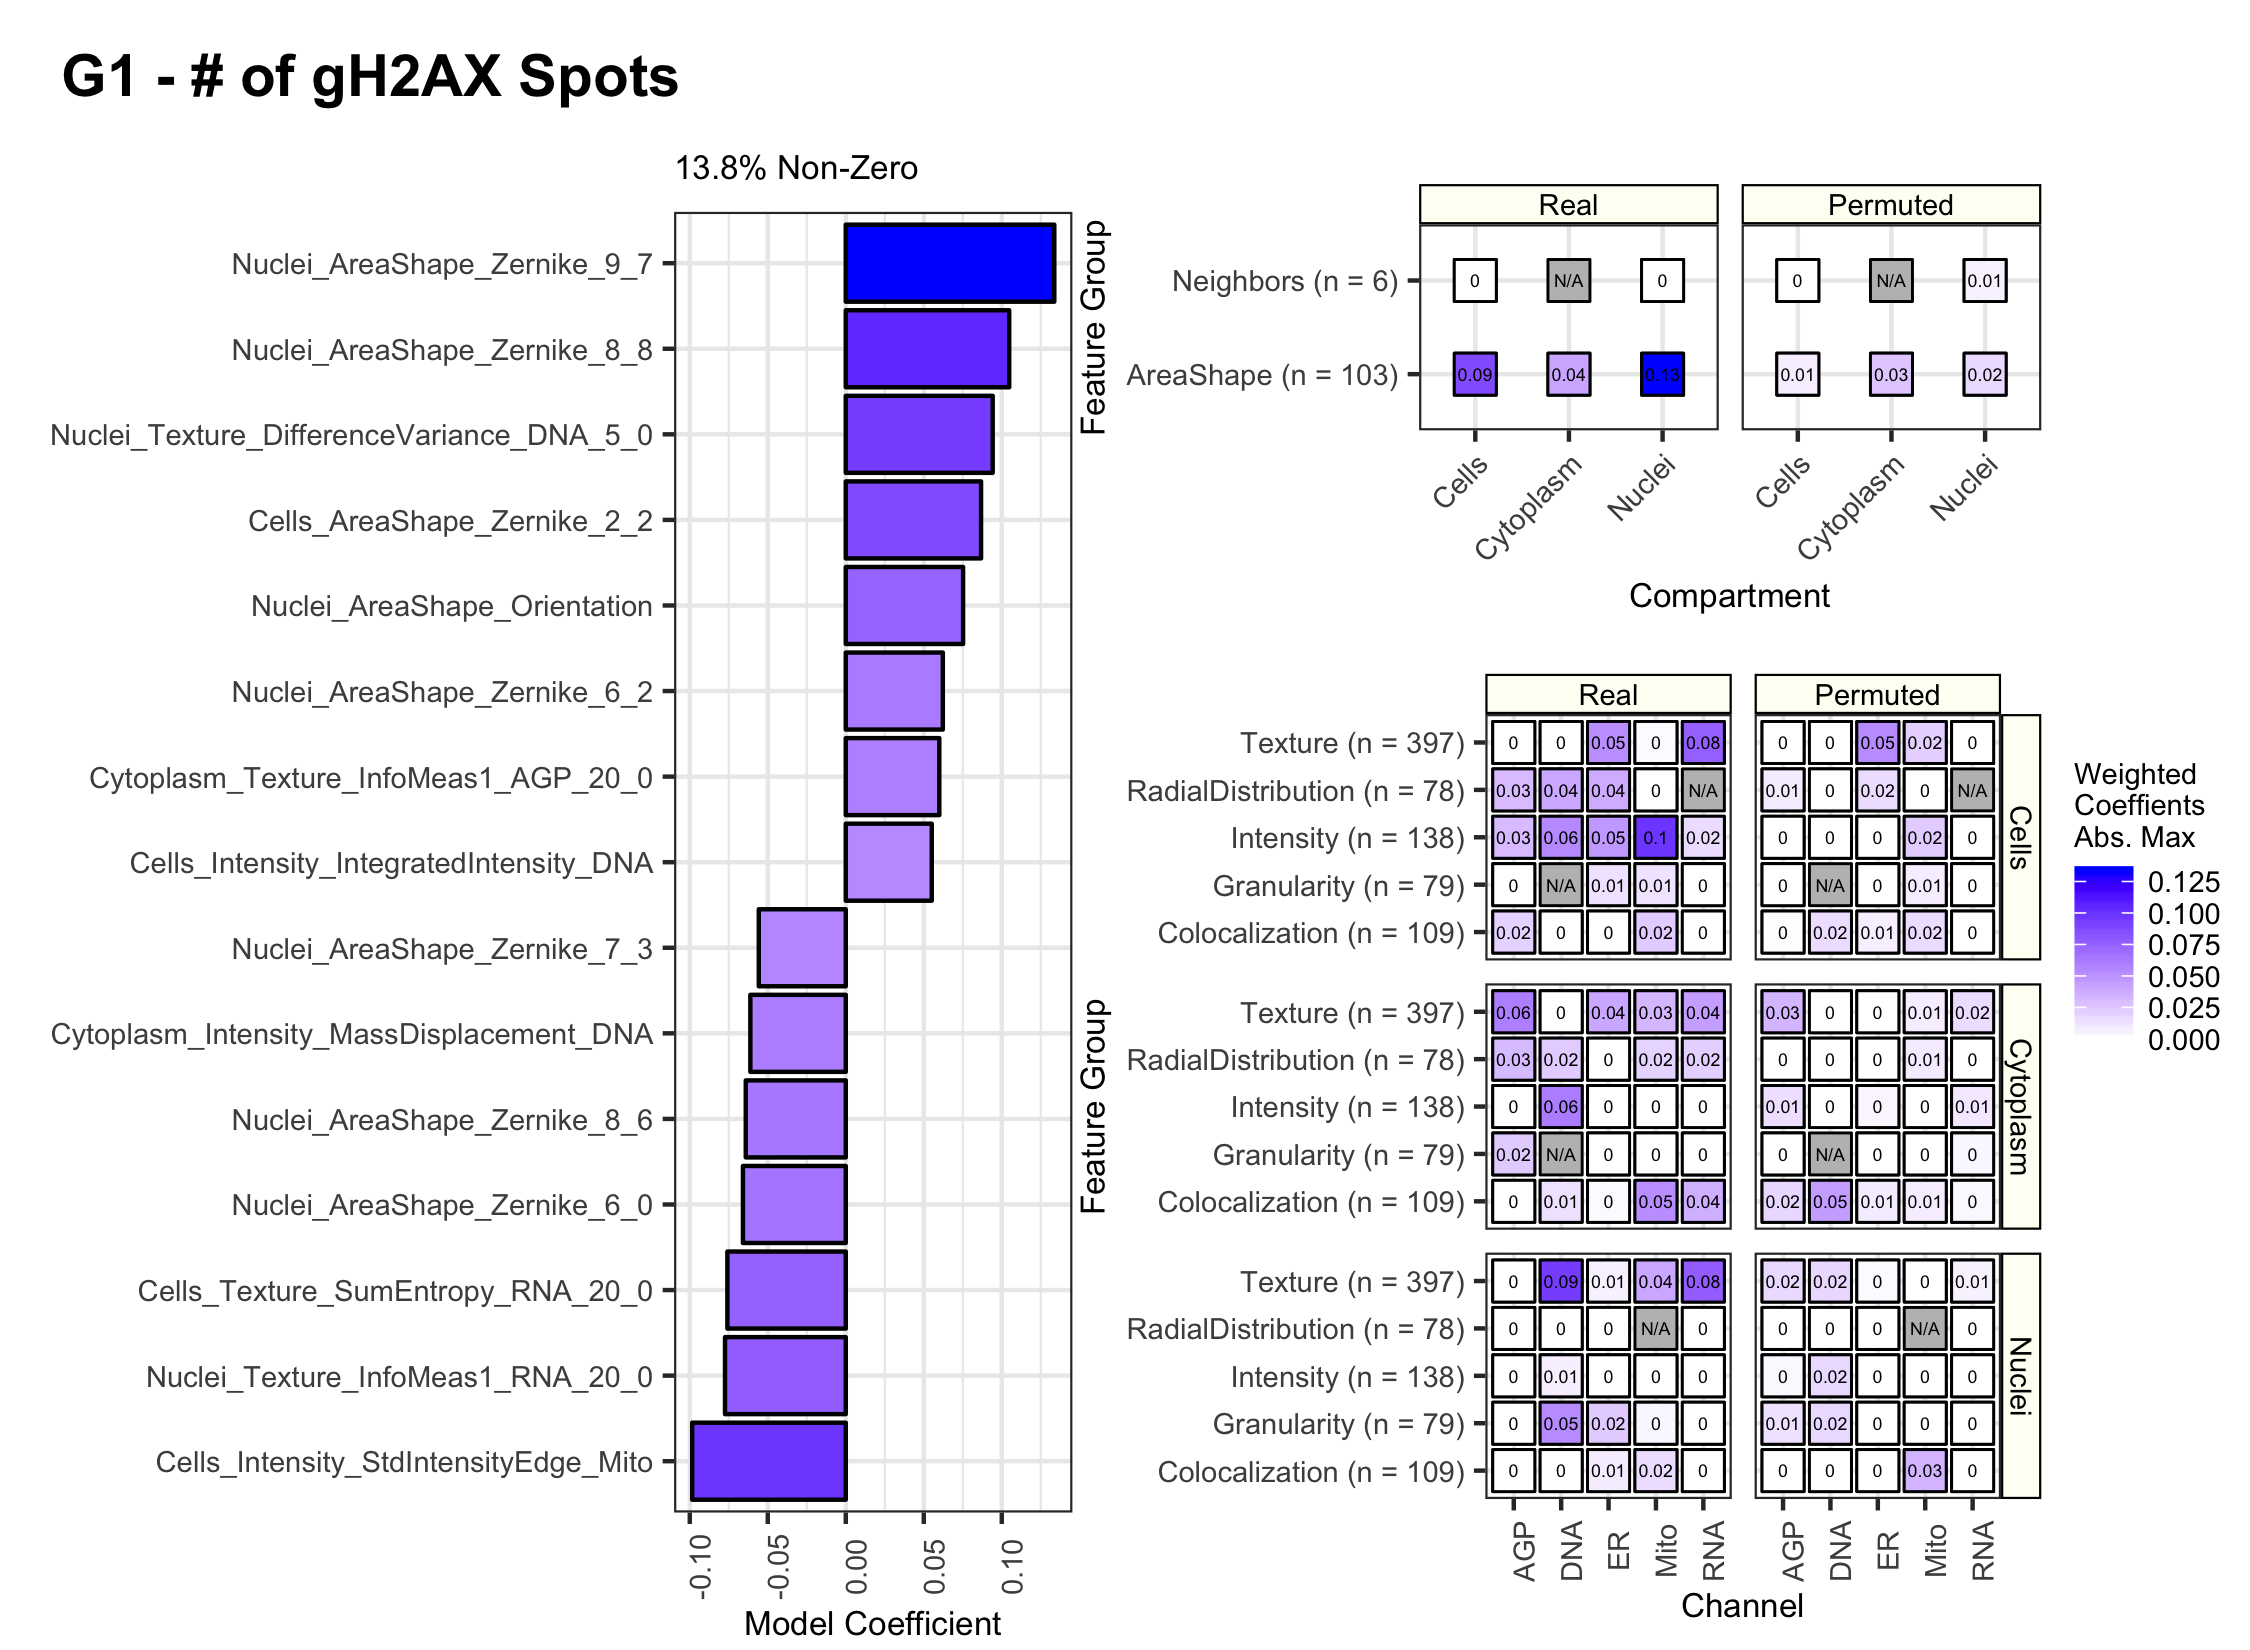 G1 - # of gH2AX Spots
13.8% Non-Zero
Nuclei_AreaShape_Zernike_9_7
Nuclei_AreaShape_Zernike_8_8
Nuclei_Texture_DifferenceVariance_DNA_5_0
Cells_AreaShape_Zernike_2_2
Nuclei_AreaShape_Orientation
Nuclei_AreaShape_Zernike_6_2
Cytoplasm_Texture_InfoMeas1_AGP_20_0
Cells_Intensity_IntegratedIntensity_DNA
Nuclei_AreaShape_Zernike_7_3
Cytoplasm_Intensity_MassDisplacement_DNA
Nuclei_AreaShape_Zernike_8_6
Nuclei_AreaShape_Zernike_6_0
Cells_Texture_SumEntropy_RNA_20_0
Nuclei_Texture_InfoMeas1_RNA_20_0
Cells_Intensity_StdIntensityEdge_Mito
-0.10 -0.05 0.00 0.05 0.10
Model Coefficient
Feature Group
Real Permuted
Neighbors (n = 6) 0 N/A 0 0 N/A 0.01
AreaShape (n = 103) 0.09 0.04 0.13 0.01 0.03 0.02
Cells Cytoplasm Nuclei Cells Cytoplasm Nuclei
Compartment
Feature Group
Real Permuted
Texture (n = 397) 0 0 0.05 0 0.08 0 0 0.05 0.02 0
RadialDistribution (n = 78) 0.03 0.04 0.04 0 N/A 0.01 0 0.02 0 N/A
Intensity (n = 138) 0.03 0.06 0.05 0.1 0.02 0 0 0 0.02 0
Granularity (n = 79) 0 N/A 0.01 0.01 0 0 N/A 0 0.01 0
Colocalization (n = 109) 0.02 0 0 0.02 0 0 0.02 0.01 0.02 0
Cells
Texture (n = 397) 0.06 0 0.04 0.03 0.04 0.03 0 0 0.01 0.02
RadialDistribution (n = 78) 0.03 0.02 0 0.02 0.02 0 0 0 0.01 0
Intensity (n = 138) 0 0.06 0 0 0 0.01 0 0 0 0.01
Granularity (n = 79) 0.02 N/A 0 0 0 0 N/A 0 0 0
Colocalization (n = 109) 0 0.01 0 0.05 0.04 0.02 0.05 0.01 0.01 0
Cytoplasm
Texture (n = 397) 0 0.09 0.01 0.04 0.08 0.02 0.02 0 0 0.01
RadialDistribution (n = 78) 0 0 0 N/A 0 0 0 0 N/A 0
Intensity (n = 138) 0 0.01 0 0 0 0 0.02 0 0 0
Granularity (n = 79) 0 0.05 0.02 0 0 0.01 0.02 0 0 0
Colocalization (n = 109) 0 0 0.01 0.02 0 0 0 0 0.03 0
Nuclei
AGP DNA ER Mito RNA AGP DNA ER Mito RNA
Channel
Weighted
Coeffients
Abs. Max
0.125
0.100
0.075
0.050
0.025
0.000